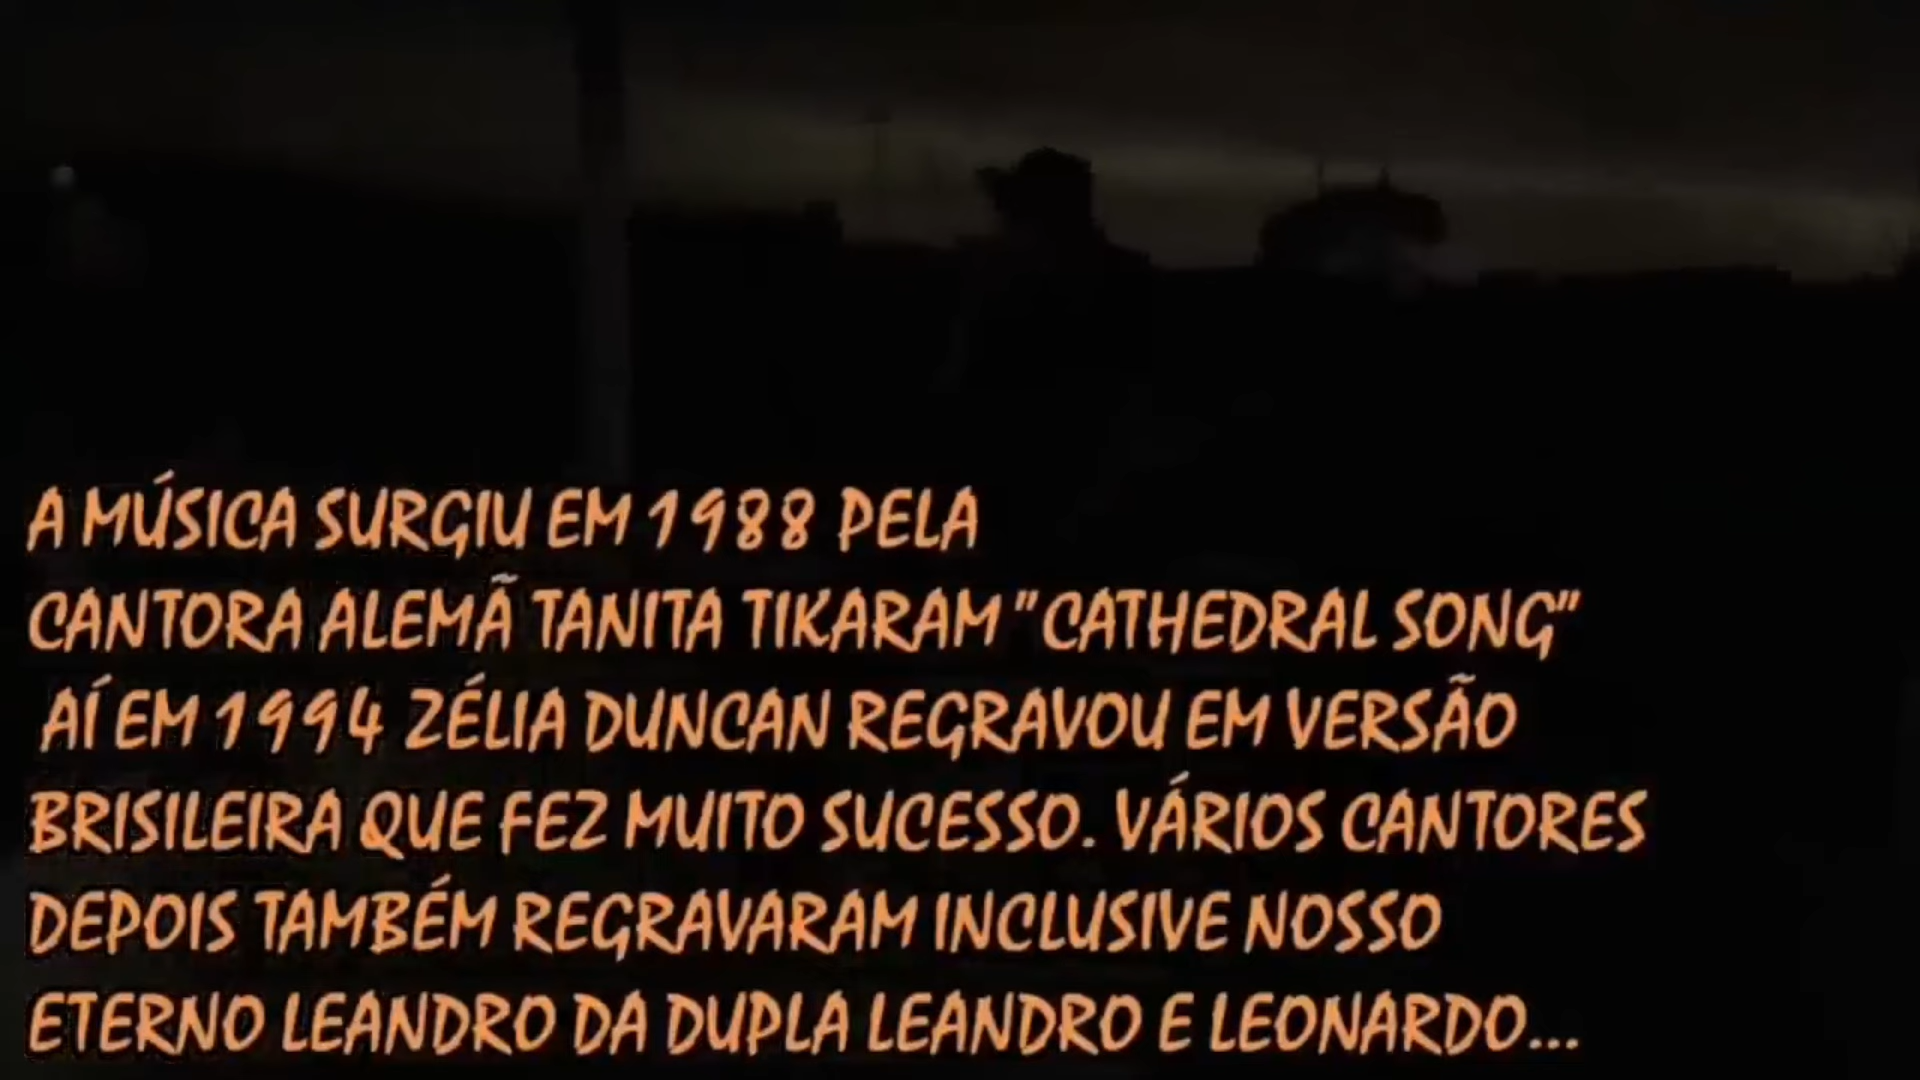 A MÚSICA SURGIU EM 1988 PELA
CANTORA ALEMÃ TANITA TIKARAM "CATHEDRAL SONG"
AÍ EM 1994 ZÉLIA DUNCAN REGRAVOU EM VERSÃO
BRISILEIRA QUE FEZ MUITO SUCESSO. VÁRIOS CANTORES
DEPOIS TAMBÉM REGRAVARAM INCLUSIVE NOSSO
ETERNO LEANDRO DA DUPLA LEANDRO E LEONARDO...